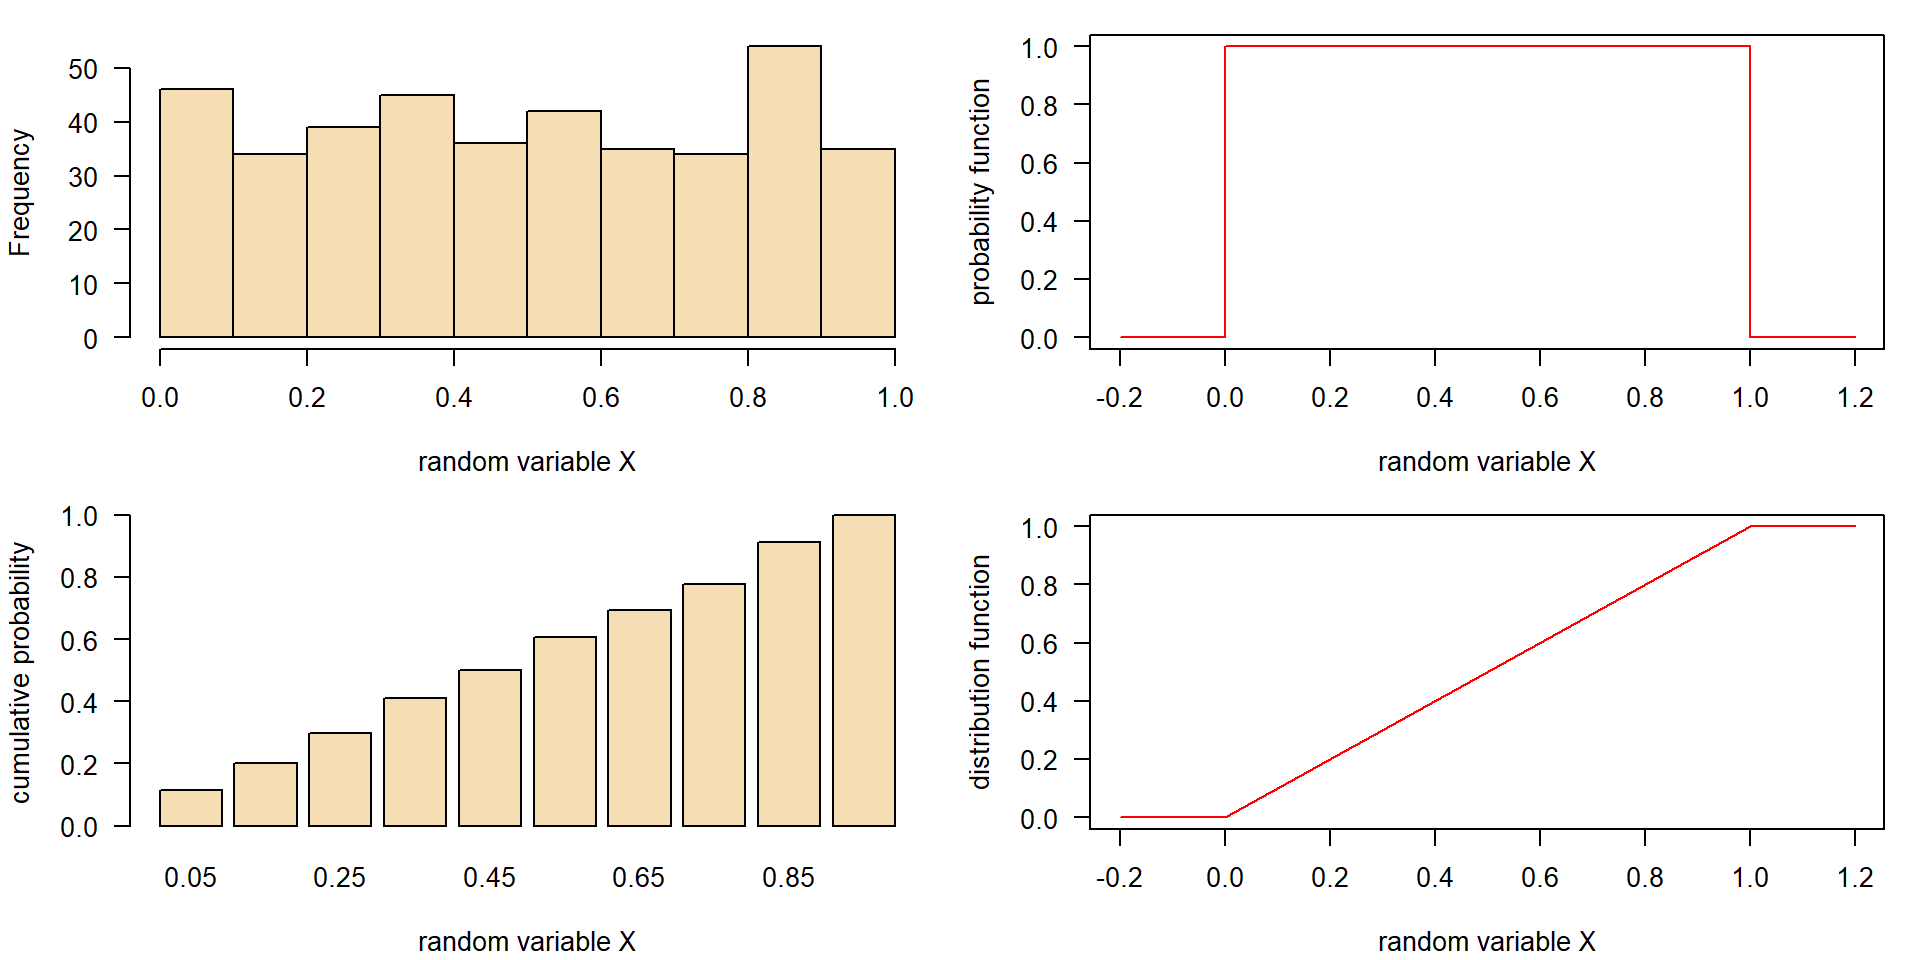 Frequency
50
40
30
20
10
0
0.0 0.2 0.4 0.6 0.8 1.0
random variable X
probability function
1.0
0.8
0.6
0.4
0.2
0.0
-0.2 0.0 0.2 0.4 0.6 0.8 1.0 1.2
random variable X
cumulative probability
1.0
0.8
0.6
0.4
0.2
0.0
0.05 0.25 0.45 0.65 0.85
random variable X
distribution function
1.0
0.8
0.6
0.4
0.2
0.0
-0.2 0.0 0.2 0.4 0.6 0.8 1.0 1.2
random variable X